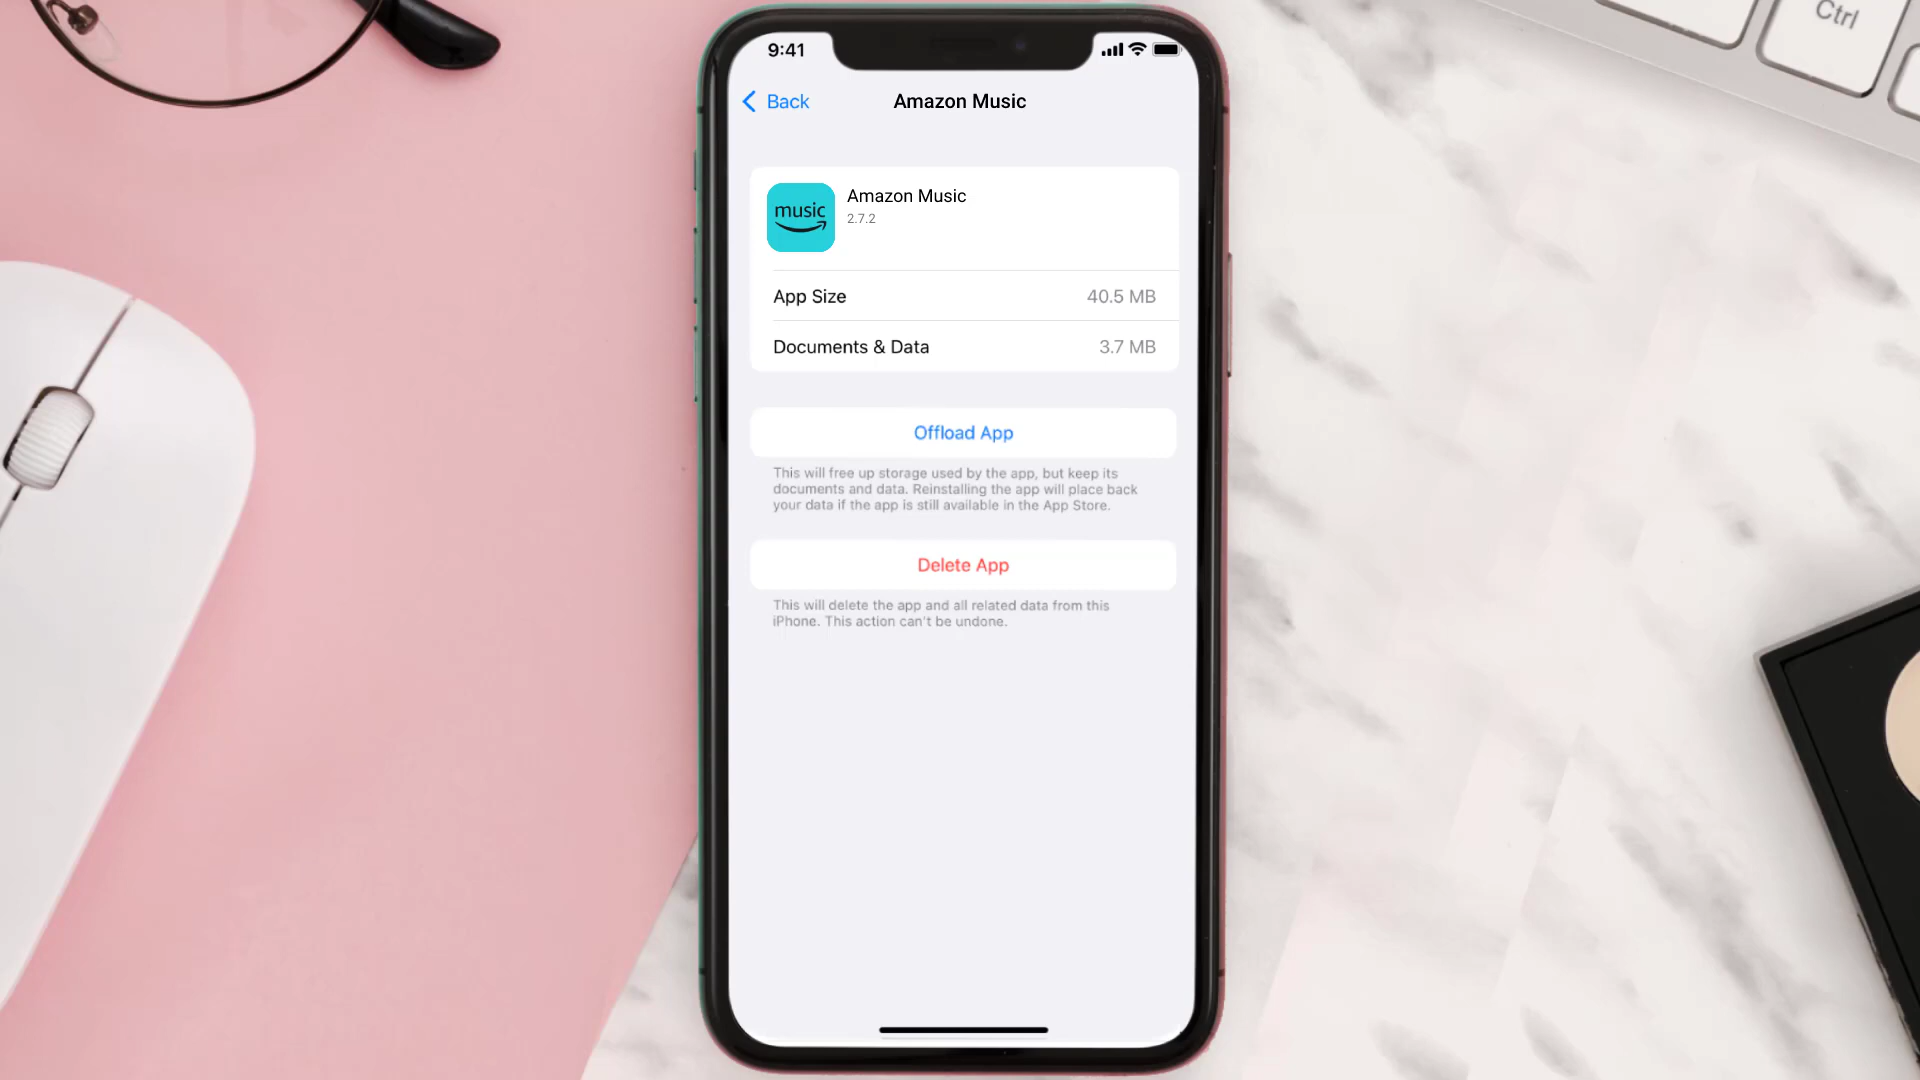 Ctrl
9:41
Back
Amazon Music
music
Amazon Music
2.7.2
App Size
40.5 MB
Documents & Data
3.7 MB
Offload App
This will free up storage used by the app, but keep its
documents and data. Reinstalling the app will place back
your data if the app is still available in the App Store.
Delete App
This will delete the app and all related data from this
iPhone. This action can't be undone.